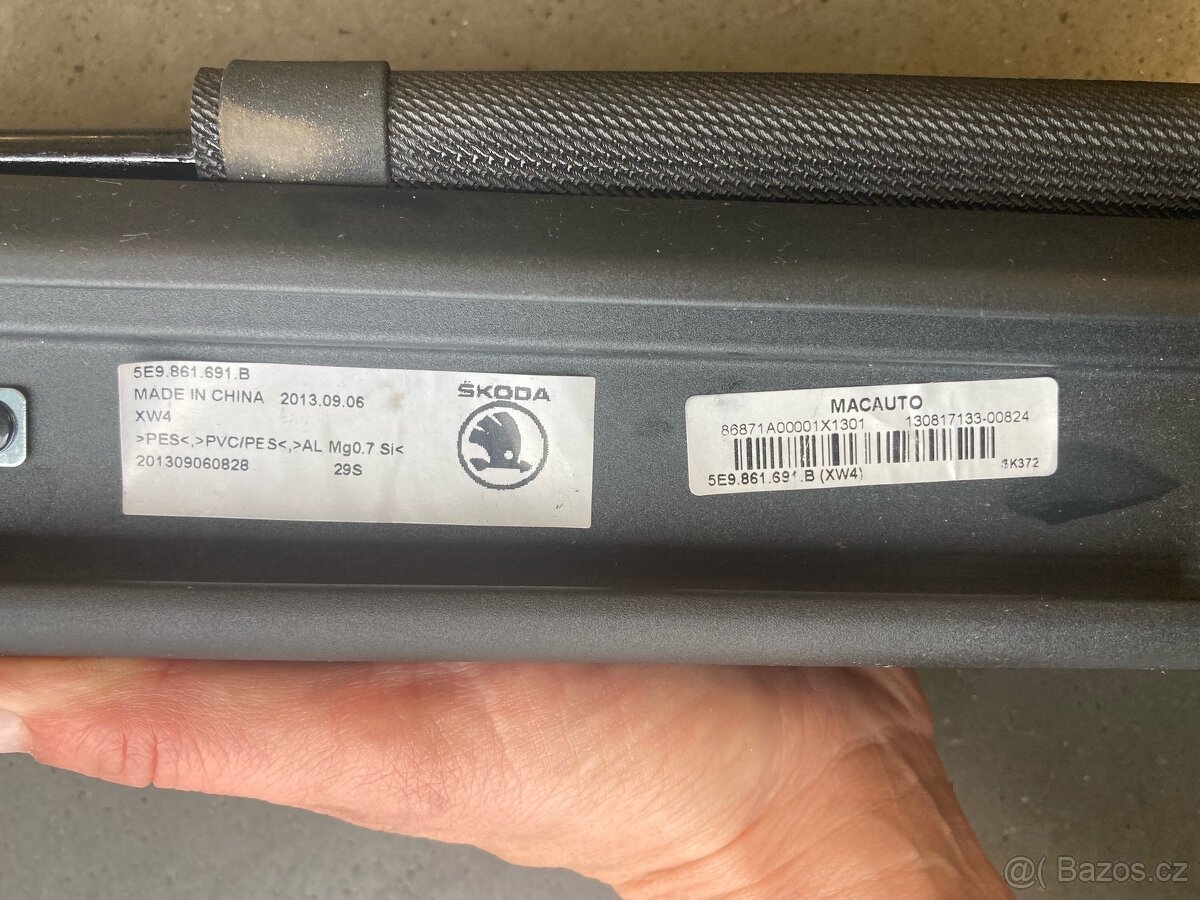 5E9.861.691.B
MADE IN CHINA 2013.09.06
XW4
>PES<,>PVC/PES<,>AL Mg0.7 Si<
201309060828 29S
ŠKODA
MACAUTO
86871A00001X1301 130817133-00824
5E9.861.691.B (XW4)
K372
@( Bazos.cz